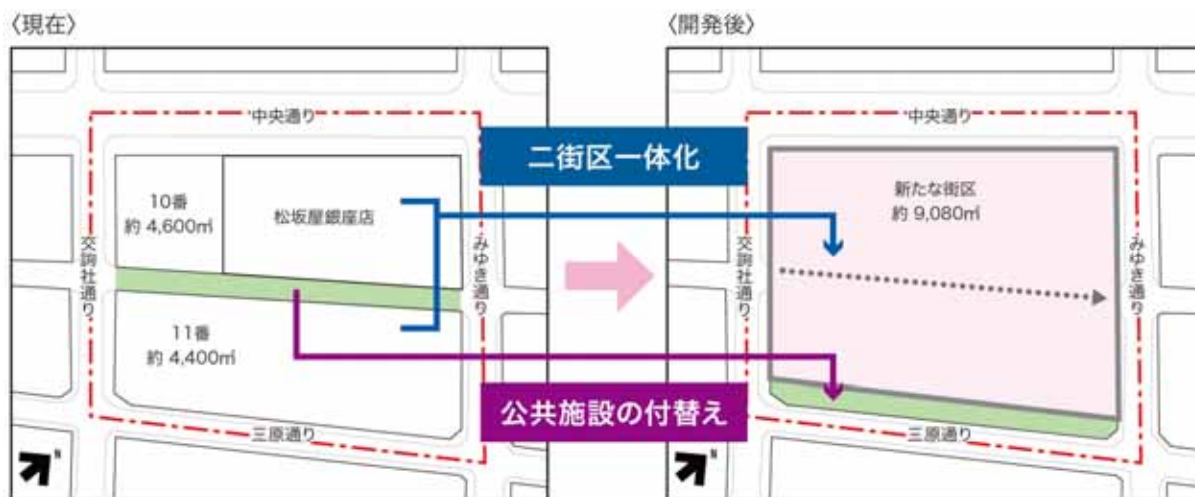 〈現在〉
中央通り
10番
約 4,600㎡
松坂屋銀座店
交詢社通り
みゆき通り
11番
約 4,400㎡
三原通り
N
二街区一体化
公共施設の付替え
〈開発後〉
中央通り
新たな街区
約 9,080㎡
交詢社通り
みゆき通り
三原通り
N